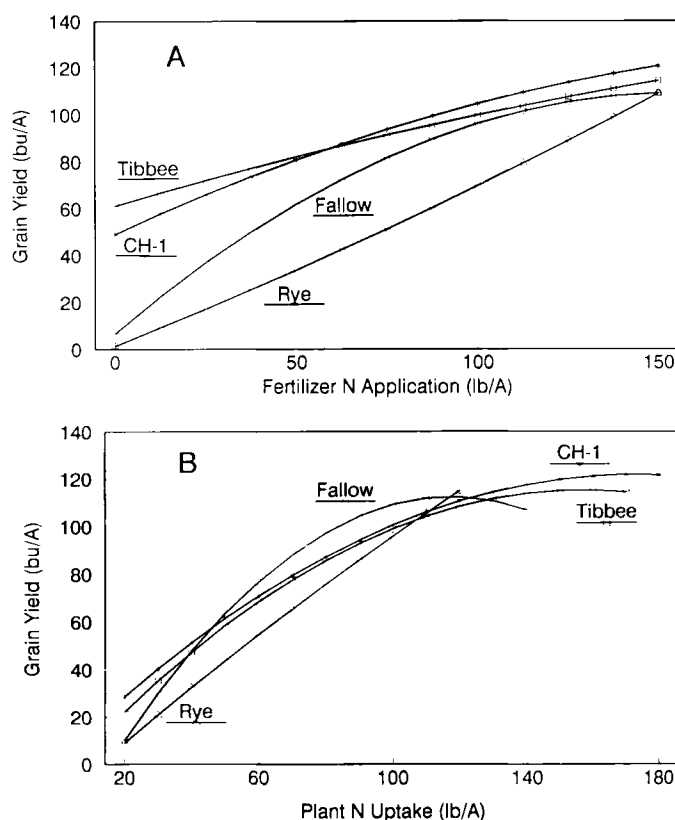 A
140
120
100
80
60
40
20
0
Grain Yield (bu/A)
Tibbee
CH-1
Fallow
Rye
0 50 100 150
Fertilizer N Application (lb/A)
B
140
120
100
80
60
40
20
0
Grain Yield (bu/A)
CH-1
Fallow
Tibbee
Rye
20 60 100 140 180
Plant N Uptake (lb/A)